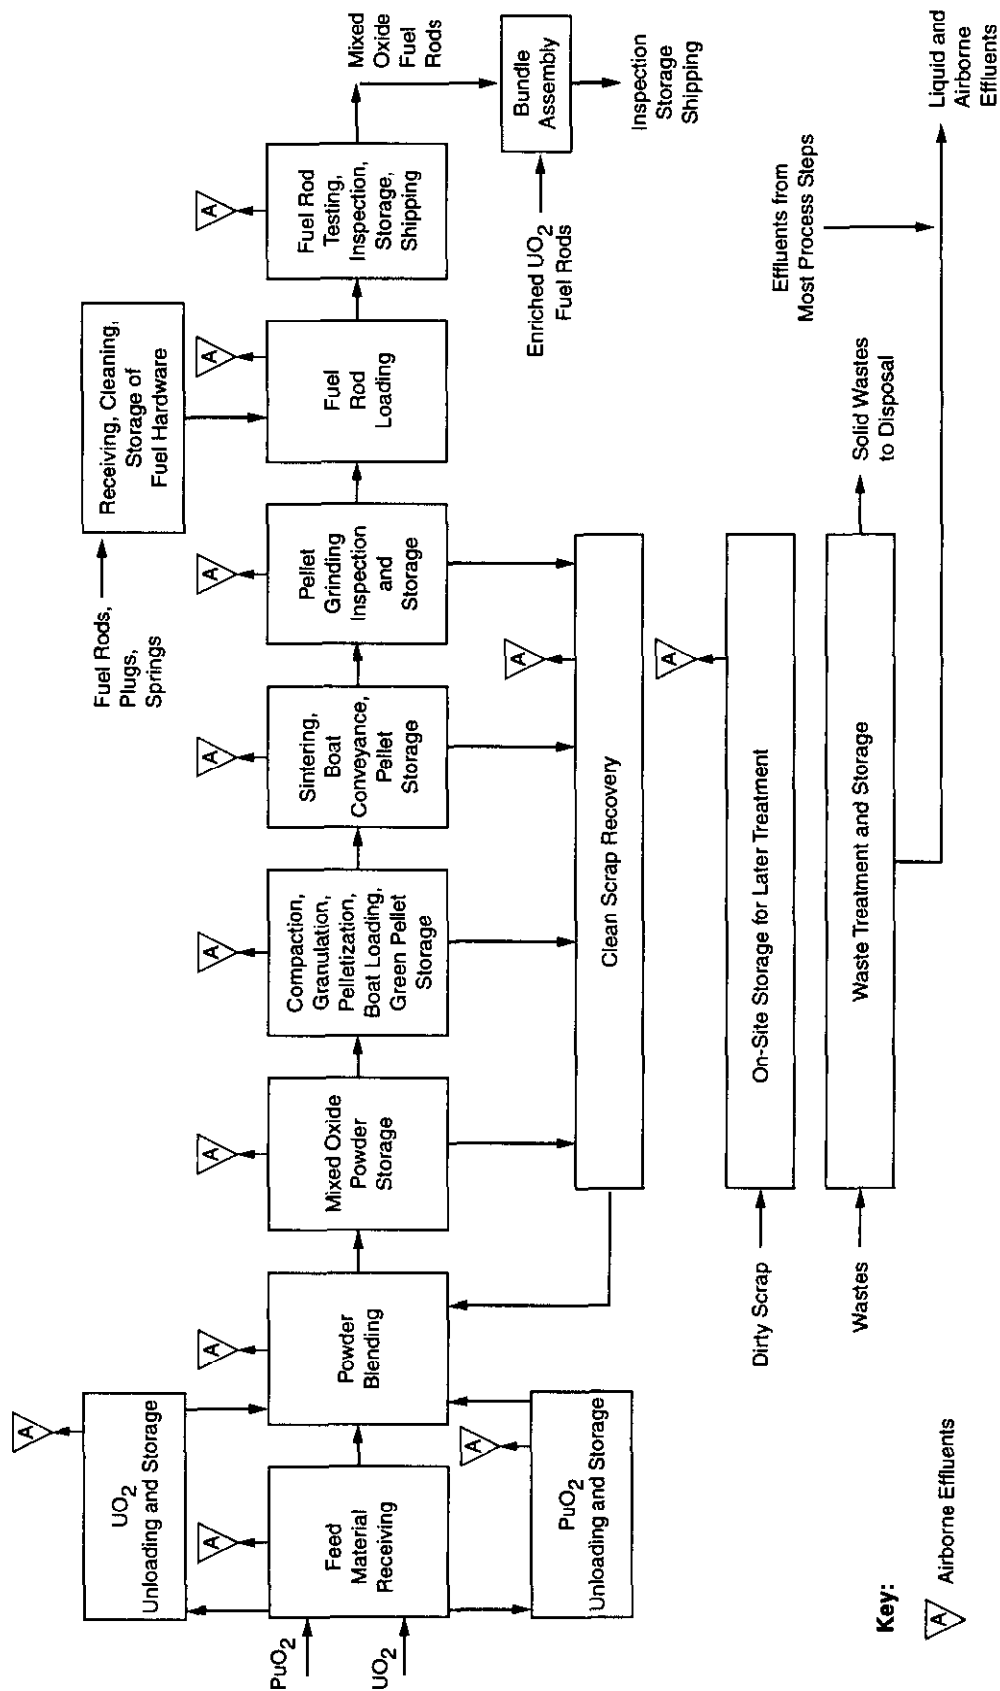 PuO2
UO2
Feed
Material
Receiving
A
UO2
Unloading and Storage
A
PuO2
Unloading and Storage
A
Powder
Blending
A
Mixed Oxide
Powder
Storage
A
Compaction,
Granulation,
Pelletization,
Boat Loading,
Green Pellet
Storage
A
Sintering,
Boat
Conveyance,
Pellet
Storage
A
Pellet
Grinding
Inspection
and
Storage
A
Fuel Rods,
Plugs,
Springs
Receiving, Cleaning,
Storage of
Fuel Hardware
Fuel
Rod
Loading
A
Fuel Rod
Testing,
Inspection,
Storage,
Shipping
A
Mixed
Oxide
Fuel
Rods
Enriched UO2
Fuel Rods
Bundle
Assembly
Inspection
Storage
Shipping
Clean Scrap Recovery
A
Dirty Scrap
On-Site Storage for Later Treatment
A
Wastes
Waste Treatment and Storage
Solid Wastes
to Disposal
Effluents from
Most Process Steps
Liquid and
Airborne
Effluents
Key:
A
Airborne Effluents